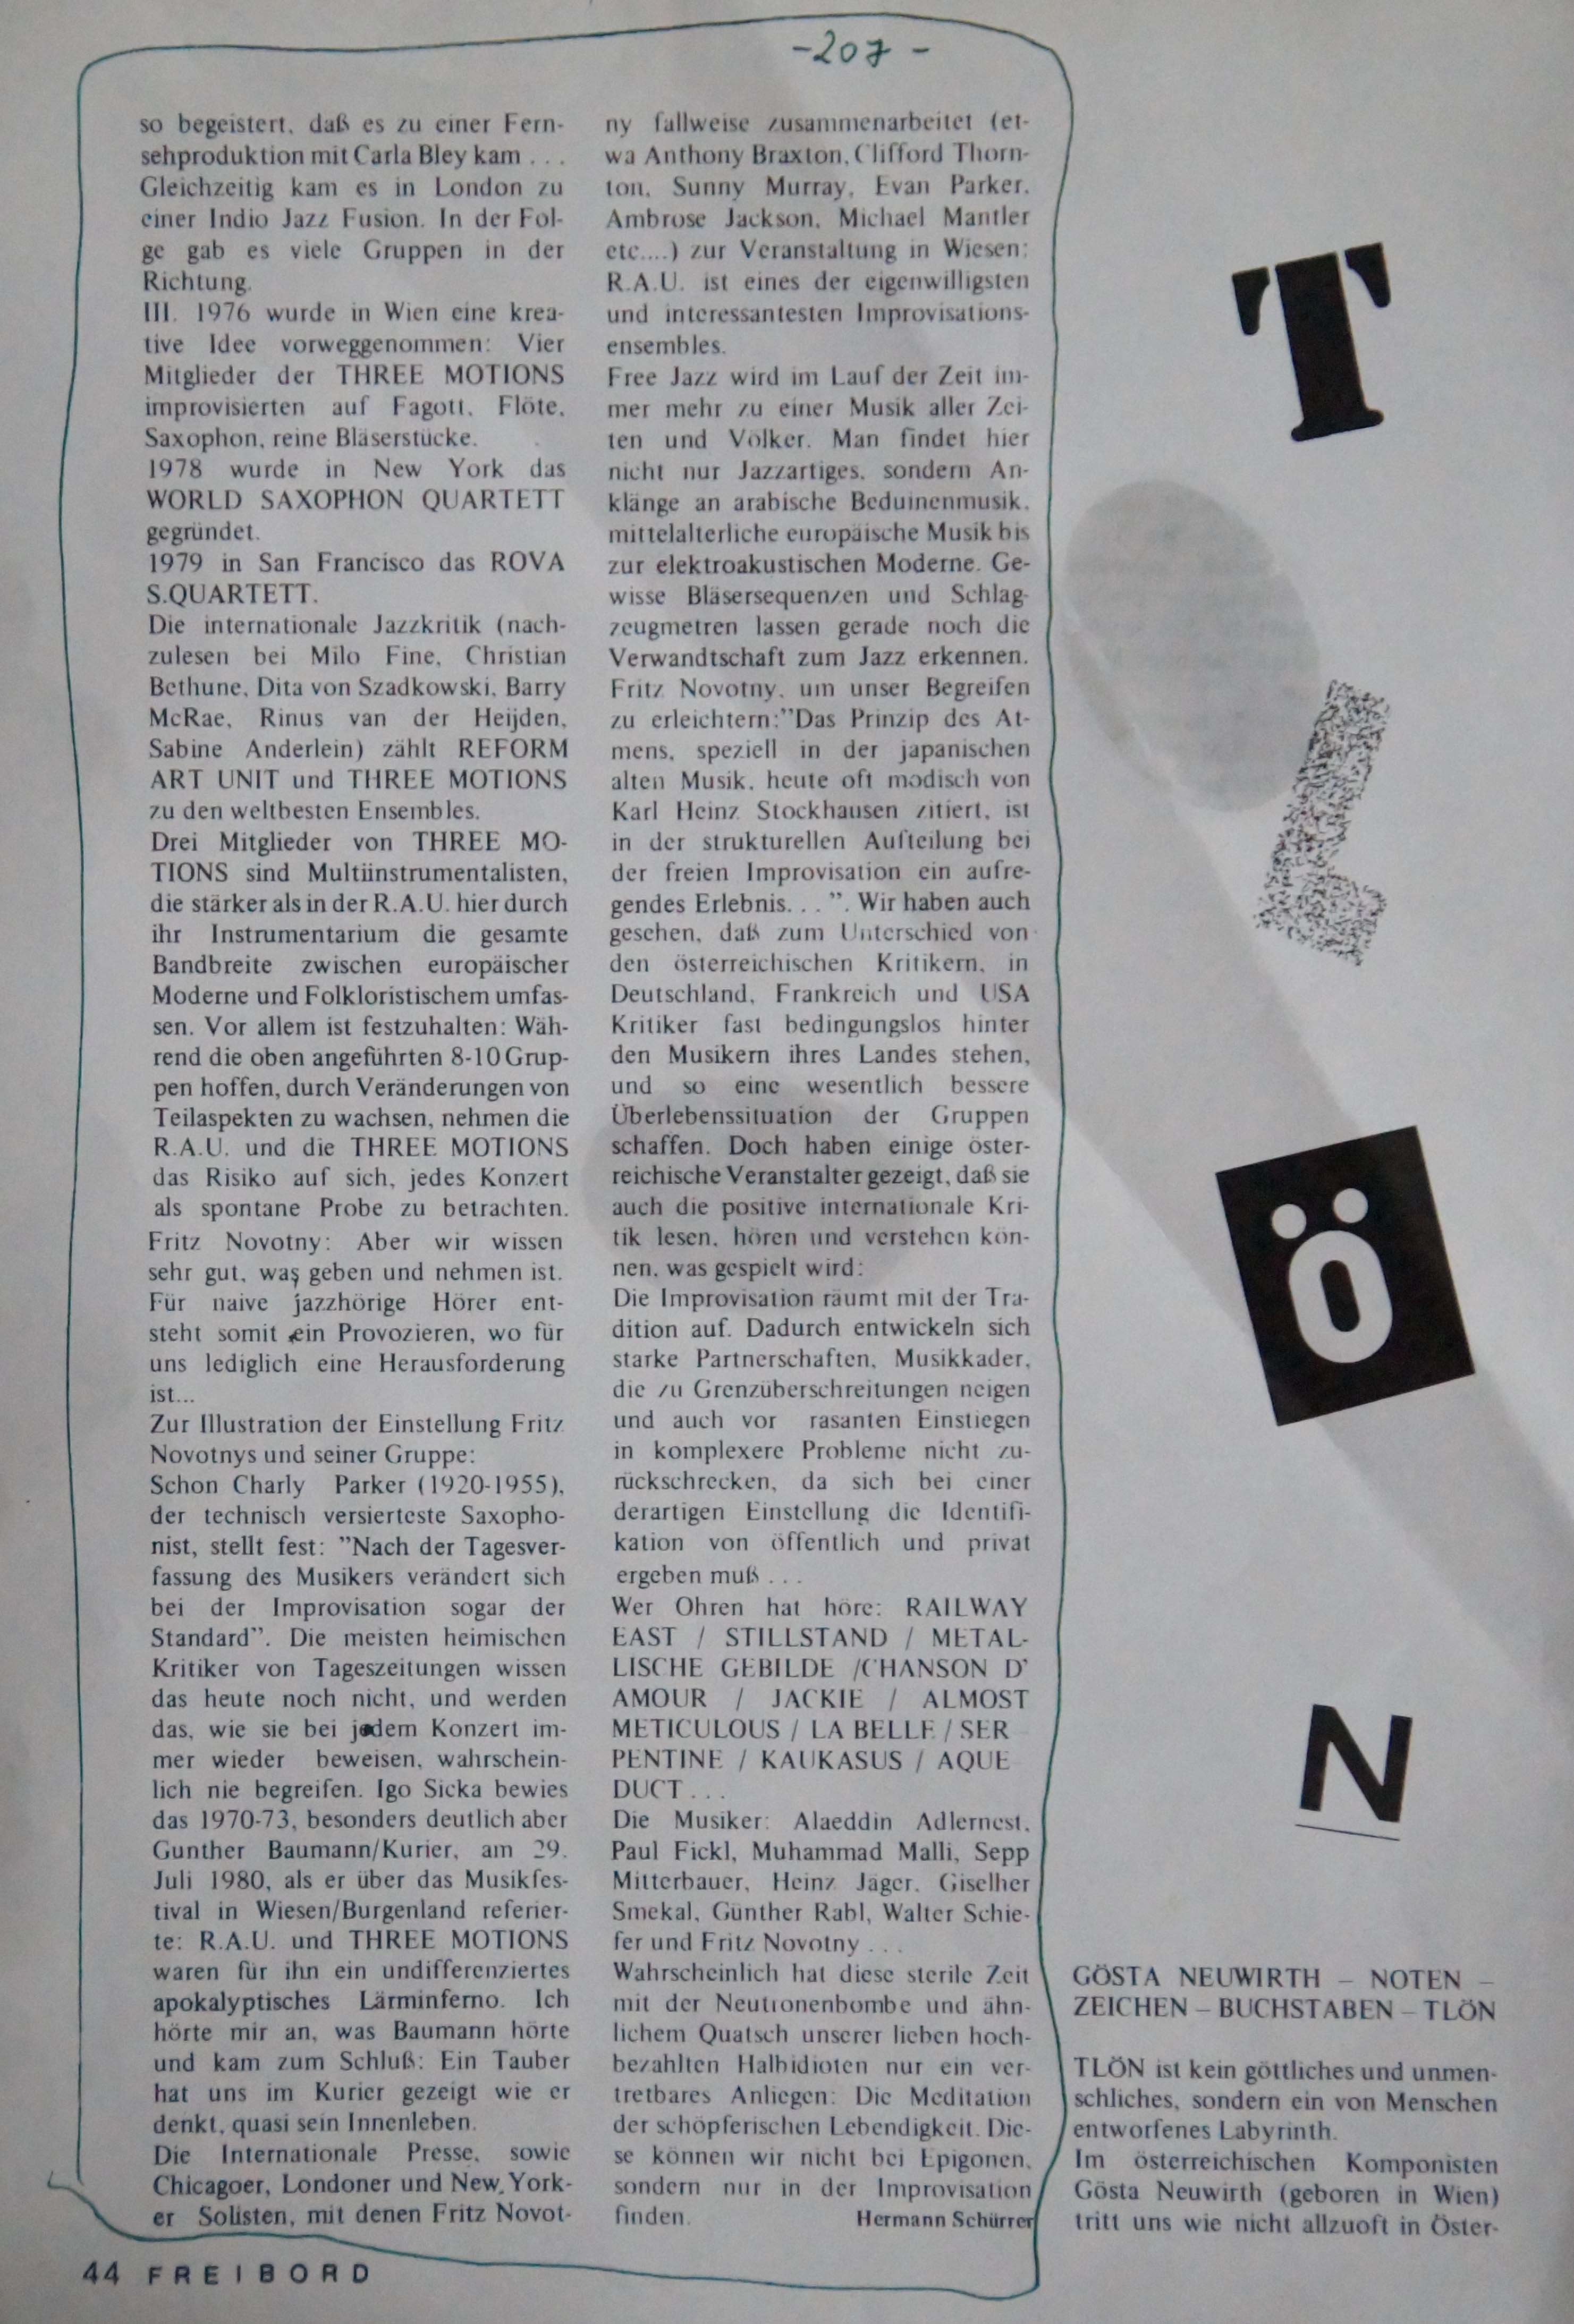 -207-
so begeistert, daß es zu einer Fern-
sehproduktion mit Carla Bley kam . . .
Gleichzeitig kam es in London zu
einer Indio Jazz Fusion. In der Fol-
ge gab es viele Gruppen in der
Richtung.
III. 1976 wurde in Wien eine krea-
tive Idee vorweggenommen: Vier
Mitglieder der THREE MOTIONS
improvisierten auf Fagott, Flöte,
Saxophon, reine Bläserstücke.
1978 wurde in New York das
WORLD SAXOPHON QUARTETT
gegründet.
1979 in San Francisco das ROVA
S.QUARTETT.
Die internationale Jazzkritik (nach-
zulesen bei Milo Fine, Christian
Bethune, Dita von Szadkowski, Barry
McRae, Rinus van der Heijden,
Sabine Anderlein) zählt REFORM
ART UNIT und THREE MOTIONS
zu den weltbesten Ensembles.
Drei Mitglieder von THREE MO-
TIONS sind Multiinstrumentalisten,
die stärker als in der R.A.U. hier durch
ihr Instrumentarium die gesamte
Bandbreite zwischen europäischer
Moderne und Folkloristischem umfas-
sen. Vor allem ist festzuhalten: Wäh-
rend die oben angeführten 8-10 Grup-
pen hoffen, durch Veränderungen von
Teilaspekten zu wachsen, nehmen die
R.A.U. und die THREE MOTIONS
das Risiko auf sich, jedes Konzert
als spontane Probe zu betrachten.
Fritz Novotny: Aber wir wissen
sehr gut, was geben und nehmen ist.
Für naive jazzhörige Hörer ent-
steht somit ein Provozieren, wo für
uns lediglich eine Herausforderung
ist...
Zur Illustration der Einstellung Fritz
Novotnys und seiner Gruppe:
Schon Charly Parker (1920-1955),
der technisch versierteste Saxopho-
nist, stellt fest: ”Nach der Tagesver-
fassung des Musikers verändert sich
bei der Improvisation sogar der
Standard”. Die meisten heimischen
Kritiker von Tageszeitungen wissen
das heute noch nicht, und werden
das, wie sie bei jedem Konzert im-
mer wieder beweisen, wahrschein-
lich nie begreifen. Igo Sicka bewies
das 1970-73, besonders deutlich aber
Gunther Baumann/Kurier, am 29.
Juli 1980, als er über das Musikfes-
tival in Wiesen/Burgenland referier-
te: R.A.U. und THREE MOTIONS
waren für ihn ein undifferenziertes
apokalyptisches Lärminferno. Ich
hörte mir an, was Baumann hörte
und kam zum Schluß: Ein Tauber
hat uns im Kurier gezeigt wie er
denkt, quasi sein Innenleben.
Die Internationale Presse, sowie
Chicagoer, Londoner und New York-
er Solisten, mit denen Fritz Novot-
ny fallweise zusammenarbeitet (et-
wa Anthony Braxton, Clifford Thorn-
ton, Sunny Murray, Evan Parker,
Ambrose Jackson, Michael Mantler
etc....) zur Veranstaltung in Wiesen:
R.A.U. ist eines der eigenwilligsten
und interessantesten Improvisations-
ensembles.
Free Jazz wird im Lauf der Zeit im-
mer mehr zu einer Musik aller Zei-
ten und Völker. Man findet hier
nicht nur Jazzartiges, sondern An-
klänge an arabische Beduinenmusik,
mittelalterliche europäische Musik bis
zur elektroakustischen Moderne. Ge-
wisse Bläsersequenzen und Schlag-
zeugmetren lassen gerade noch die
Verwandtschaft zum Jazz erkennen.
Fritz Novotny, um unser Begreifen
zu erleichtern:”Das Prinzip des At-
mens, speziell in der japanischen
alten Musik, heute oft modisch von
Karl Heinz Stockhausen zitiert, ist
in der strukturellen Aufteilung bei
der freien Improvisation ein aufre-
gendes Erlebnis. . . ”. Wir haben auch
gesehen, daß zum Unterschied von
den österreichischen Kritikern, in
Deutschland, Frankreich und USA
Kritiker fast bedingungslos hinter
den Musikern ihres Landes stehen,
und so eine wesentlich bessere
Überlebenssituation der Gruppen
schaffen. Doch haben einige öster-
reichische Veranstalter gezeigt, daß sie
auch die positive internationale Kri-
tik lesen, hören und verstehen kön-
nen, was gespielt wird:
Die Improvisation räumt mit der Tra-
dition auf. Dadurch entwickeln sich
starke Partnerschaften, Musikkader,
die zu Grenzüberschreitungen neigen
und auch vor rasanten Einstiegen
in komplexere Probleme nicht zu-
rückschrecken, da sich bei einer
derartigen Einstellung die Identifi-
kation von öffentlich und privat
ergeben muß . . .
Wer Ohren hat höre: RAILWAY
EAST / STILLSTAND / METAL-
LISCHE GEBILDE /CHANSON D'
AMOUR / JACKIE / ALMOST
METICULOUS / LA BELLE / SER
PENTINE / KAUKASUS / AQUE
DUCT . . .
Die Musiker: Alaeddin Adlernest,
Paul Fickl, Muhammad Malli, Sepp
Mitterbauer, Heinz Jäger, Giselher
Smekal, Günther Rabl, Walter Schie-
fer und Fritz Novotny . . .
Wahrscheinlich hat diese sterile Zeit
mit der Neutronenbombe und ähn-
lichem Quatsch unserer lieben hoch-
bezahlten Halbidioten nur ein ver-
tretbares Anliegen: Die Meditation
der schöpferischen Lebendigkeit. Die-
se können wir nicht bei Epigonen,
sondern nur in der Improvisation
finden.
Hermann Schürrer
T
L
Ö
N
GÖSTA NEUWIRTH – NOTEN –
ZEICHEN – BUCHSTABEN – TLÖN
TLÖN ist kein göttliches und unmen-
schliches, sondern ein von Menschen
entworfenes Labyrinth.
Im österreichischen Komponisten
Gösta Neuwirth (geboren in Wien)
tritt uns wie nicht allzuoft in Öster-
44 FREIBORD